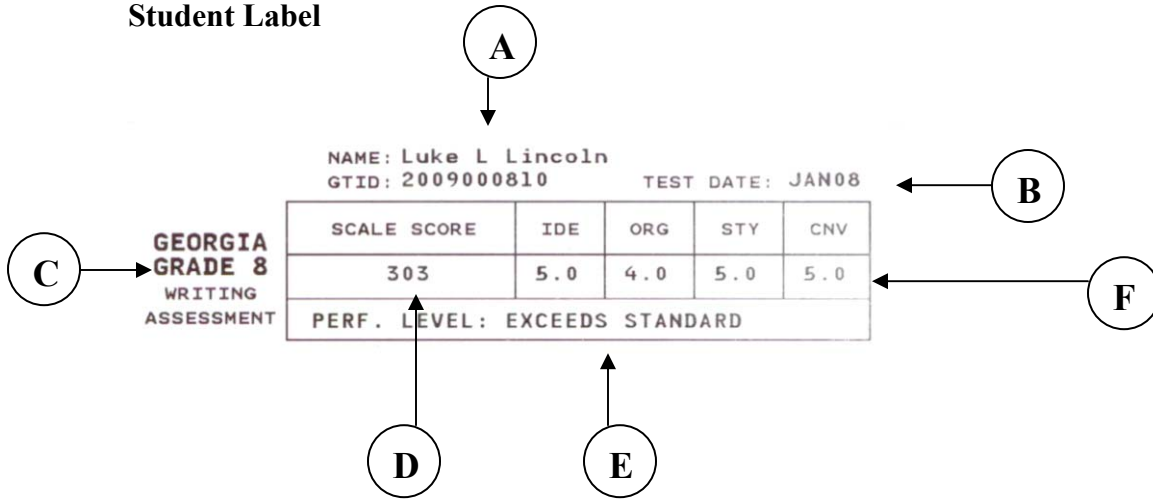 Student Label
A
NAME: Luke L Lincoln
GTID: 2009000810 TEST DATE: JAN08
B
GEORGIA
GRADE 8
WRITING
ASSESSMENT
C
SCALE SCORE IDE ORG STY CNV
303 5.0 4.0 5.0 5.0
F
PERF. LEVEL: EXCEEDS STANDARD
D E